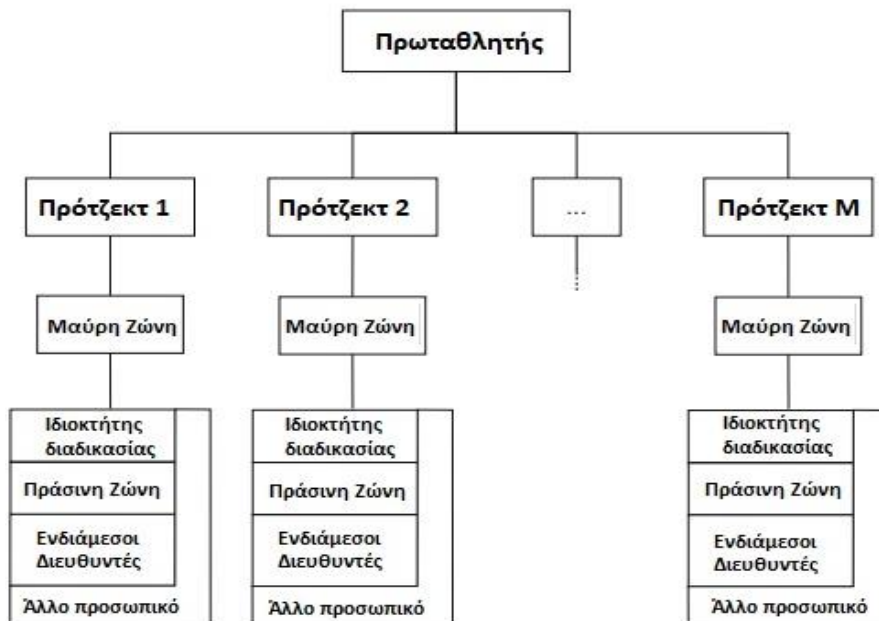 Πρωταθλητής
Πρότζεκτ 1
Πρότζεκτ 2
...
Πρότζεκτ Μ
Μαύρη Ζώνη
Μαύρη Ζώνη
Μαύρη Ζώνη
Ιδιοκτήτης
διαδικασίας
Πράσινη Ζώνη
Ενδιάμεσοι
Διευθυντές
Άλλο προσωπικό
Ιδιοκτήτης
διαδικασίας
Πράσινη Ζώνη
Ενδιάμεσοι
Διευθυντές
Άλλο προσωπικό
Ιδιοκτήτης
διαδικασίας
Πράσινη Ζώνη
Ενδιάμεσοι
Διευθυντές
Άλλο προσωπικό